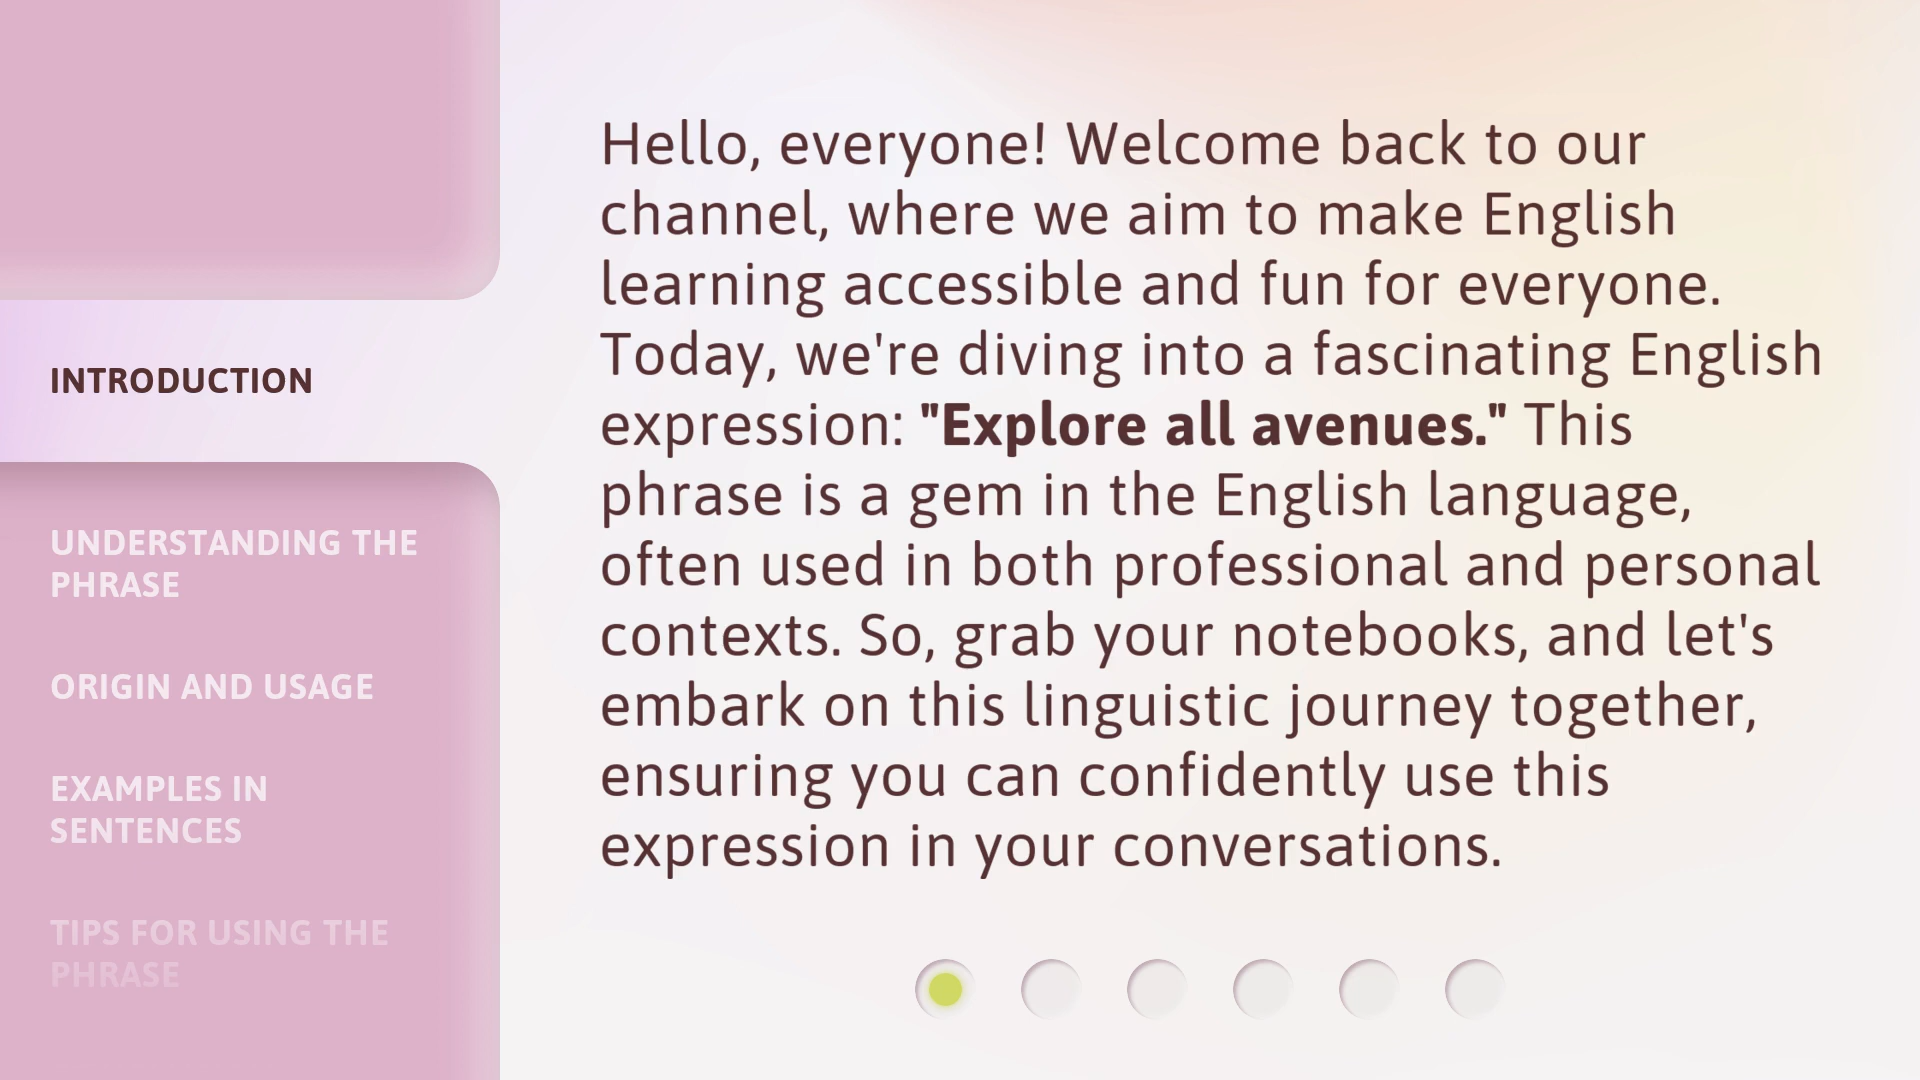 INTRODUCTION
UNDERSTANDING THE
PHRASE
ORIGIN AND USAGE
EXAMPLES IN
SENTENCES
TIPS FOR USING THE
PHRASE
Hello, everyone! Welcome back to our
channel, where we aim to make English
learning accessible and fun for everyone.
Today, we're diving into a fascinating English
expression: "Explore all avenues." This
phrase is a gem in the English language,
often used in both professional and personal
contexts. So, grab your notebooks, and let's
embark on this linguistic journey together,
ensuring you can confidently use this
expression in your conversations.